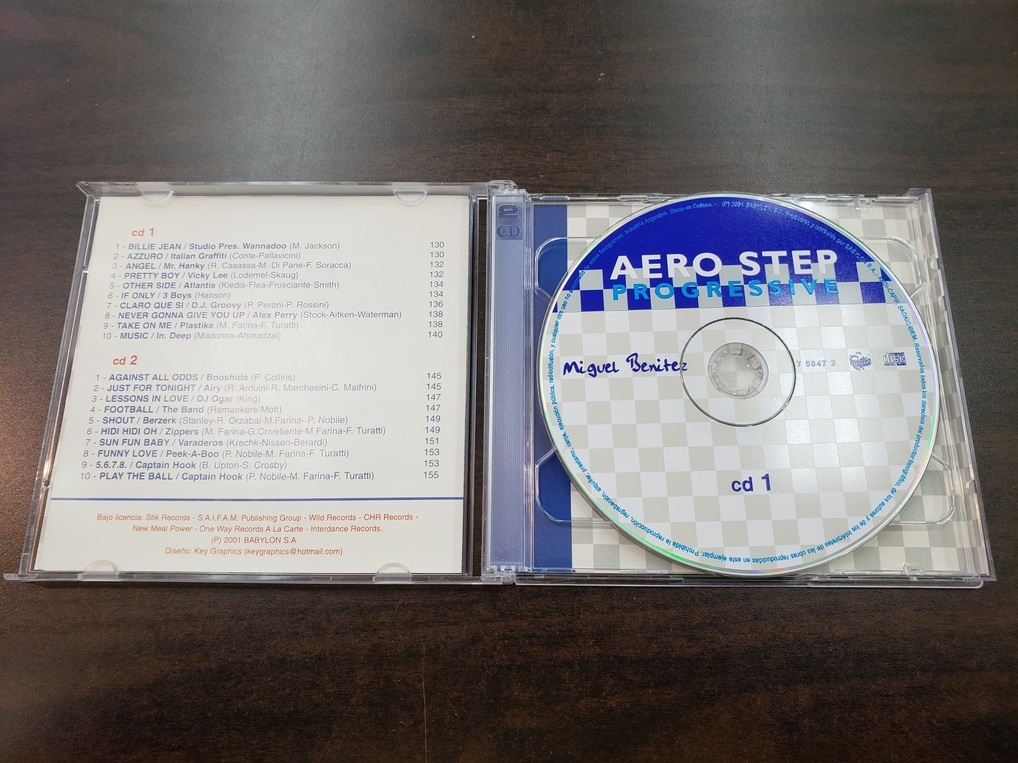 cd 1
1 - BILLIE JEAN / Studio Pres. Wannadoo (M. Jackson) 130
2 - AZZURO / Italian Graffiti (Conte-Pallavicini) 130
3 - ANGEL / Mr. Hanky (R. Casassa-M. Di Pane-F. Soracca) 132
4 - PRETTY BOY / Vicky Lee (Lodemel-Skaug) 132
5 - OTHER SIDE / Atlantis (Kiedis-Flea-Frusciante-Smith) 134
6 - IF ONLY / 3 Boys (Hanson) 134
7 - CLARO QUE SI / D.J. Groovy (P. Peroni-P. Rossini) 136
8 - NEVER GONNA GIVE YOU UP / Alex Perry (Stock-Aitken-Waterman) 138
9 - TAKE ON ME / Plastika (M. Farina-F. Turatti) 138
10 - MUSIC / In. Deep (Madonna-Ahmadzai) 140
cd 2
1 - AGAINST ALL ODDS / Booshida (P. Collins) 145
2 - JUST FOR TONIGHT / Airy (R. Arduini-R. Marchesini-C. Maifrini) 145
3 - LESSONS IN LOVE / DJ Ogar (King) 147
4 - FOOTBALL / The Band (Ramaekers-Mott) 147
5 - SHOUT / Berzerk (Stanley-R. Orzabal-M.Farina- P. Nobile) 149
6 - HIDI HIDI OH / Zippers (M. Farina-G.Crivellente-M.Farina-F. Turatti) 149
7 - SUN FUN BABY / Varaderos (Krechk-Nissen-Berardi) 151
8 - FUNNY LOVE / Peek-A-Boo (P. Nobile-M. Farina-F. Turatti) 153
9 - 5.6.7.8. / Captain Hook (B. Upton-S. Crosby) 153
10 - PLAY THE BALL / Captain Hook (P. Nobile-M. Farina-F. Turatti) 155
Bajo licencia: Stik Records - S.A.I.F.A.M. Publishing Group - Wild Records - CHR Records -
New Meal Power - One Way Records A La Carte - Interdance Records.
(P) 2001 BABYLON S.A.
Diseño: Key Graphics (keygraphics@hotmail.com)
2
CD
AERO STEP
PROGRESSIVE
Miguel Benitez
7 5047 2
cd 1